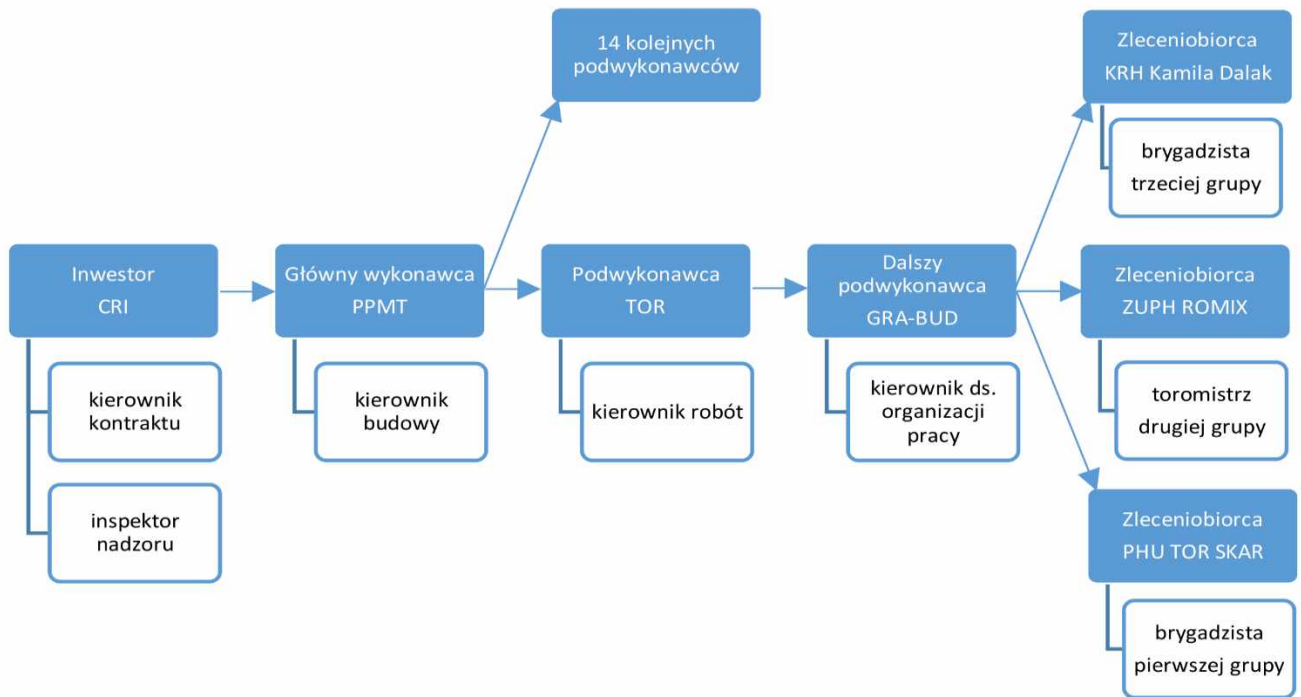 14 kolejnych
podwykonawców
Zleceniobiorca
KRH Kamila Dalak
brygadzista
trzeciej grupy
Inwestor
CRI
kierownik
kontraktu
inspektor
nadzoru
Główny wykonawca
PPMT
kierownik
budowy
Podwykonawca
TOR
kierownik robót
Dalszy
podwykonawca
GRA-BUD
kierownik ds.
organizacji
pracy
Zleceniobiorca
ZUPH ROMIX
toromistrz
drugiej grupy
Zleceniobiorca
PHU TOR SKAR
brygadzista
pierwszej grupy